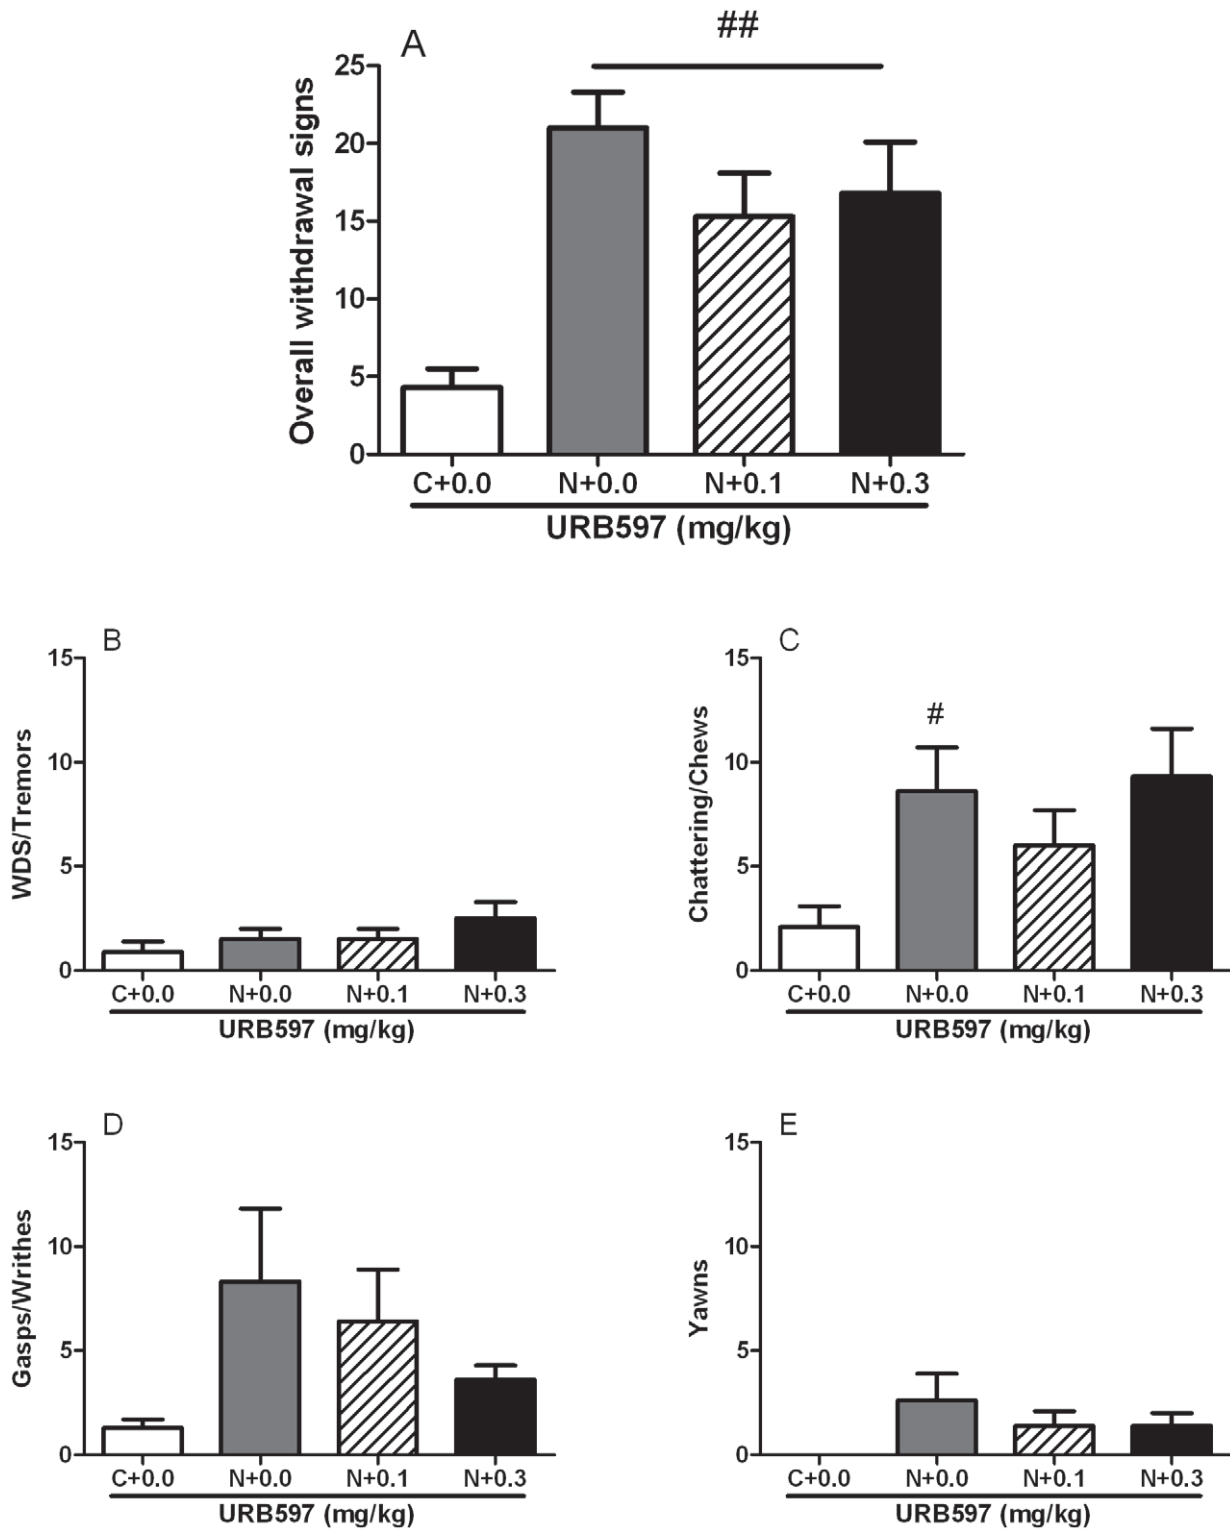 A
##
Overall withdrawal signs
25
20
15
10
5
0
C+0.0 N+0.0 N+0.1 N+0.3
URB597 (mg/kg)
B
WDS/Tremors
15
10
5
0
C+0.0 N+0.0 N+0.1 N+0.3
URB597 (mg/kg)
C
#
Chattering/Chews
15
10
5
0
C+0.0 N+0.0 N+0.1 N+0.3
URB597 (mg/kg)
D
Gasps/Writhes
15
10
5
0
C+0.0 N+0.0 N+0.1 N+0.3
URB597 (mg/kg)
E
Yawns
15
10
5
0
C+0.0 N+0.0 N+0.1 N+0.3
URB597 (mg/kg)